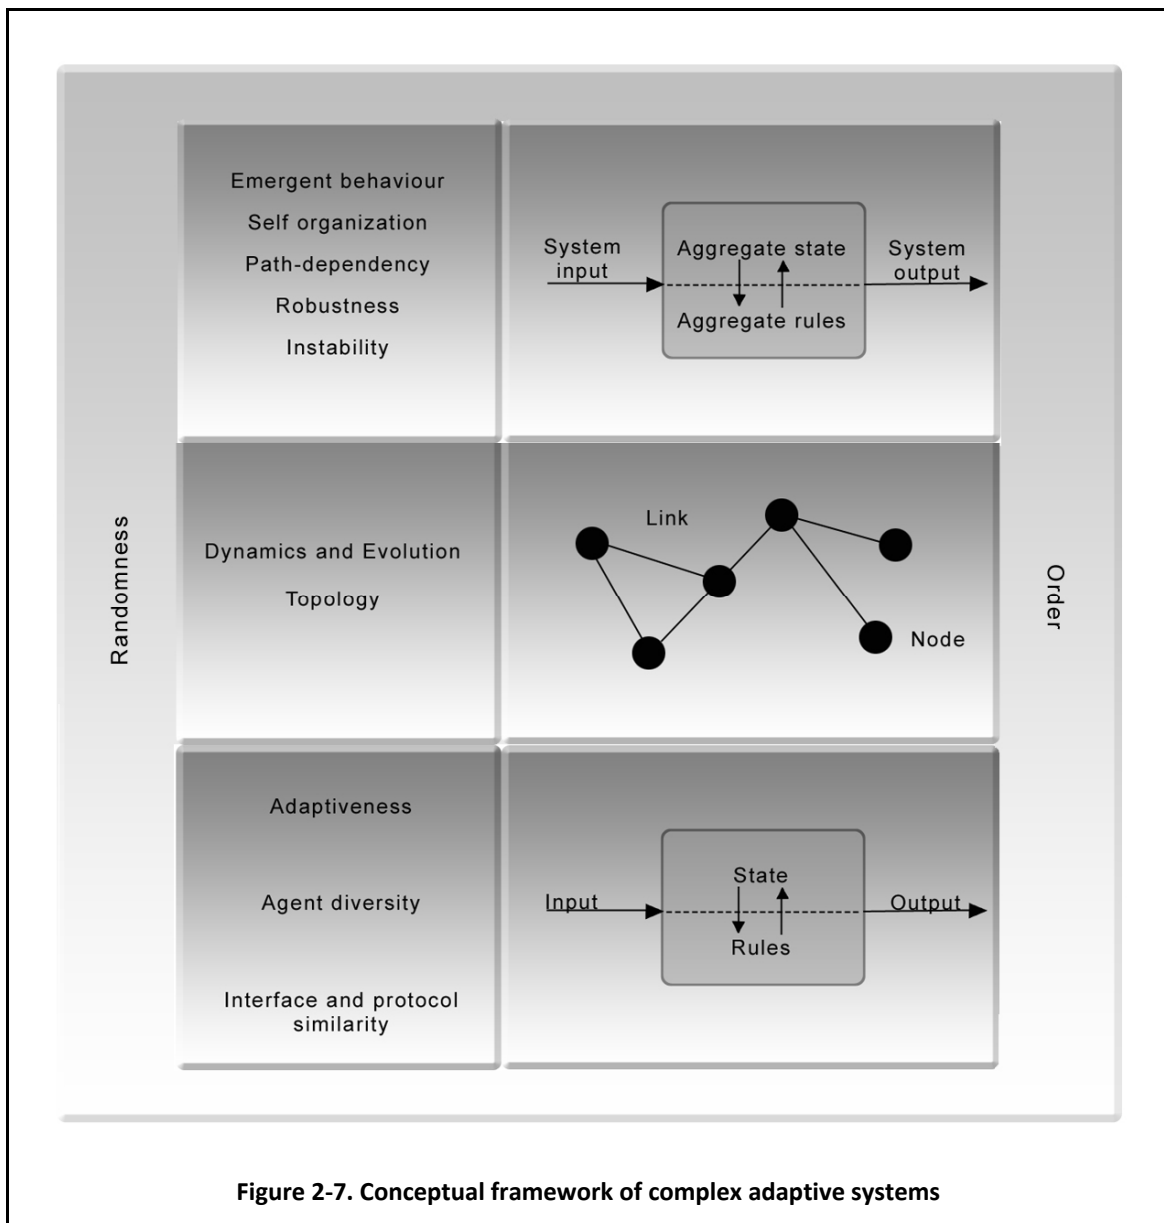 Randomness
Emergent behaviour
Self organization
Path-dependency
Robustness
Instability
System
input
Aggregate state
Aggregate rules
System
output
Dynamics and Evolution
Topology
Link
Node
Adaptiveness
Agent diversity
Interface and protocol
similarity
Input
State
Rules
Output
Order
Figure 2-7. Conceptual framework of complex adaptive systems